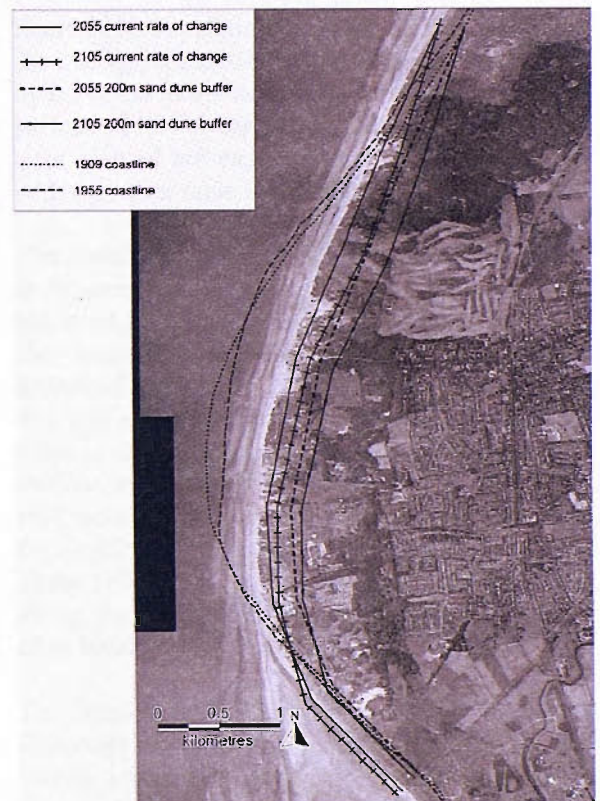 2055 current rate of change
2105 current rate of change
2055 200m sand dune buffer
2105 200m sand dune buffer
1909 coastline
1955 coastline
0 0.5 1
kilometres
N